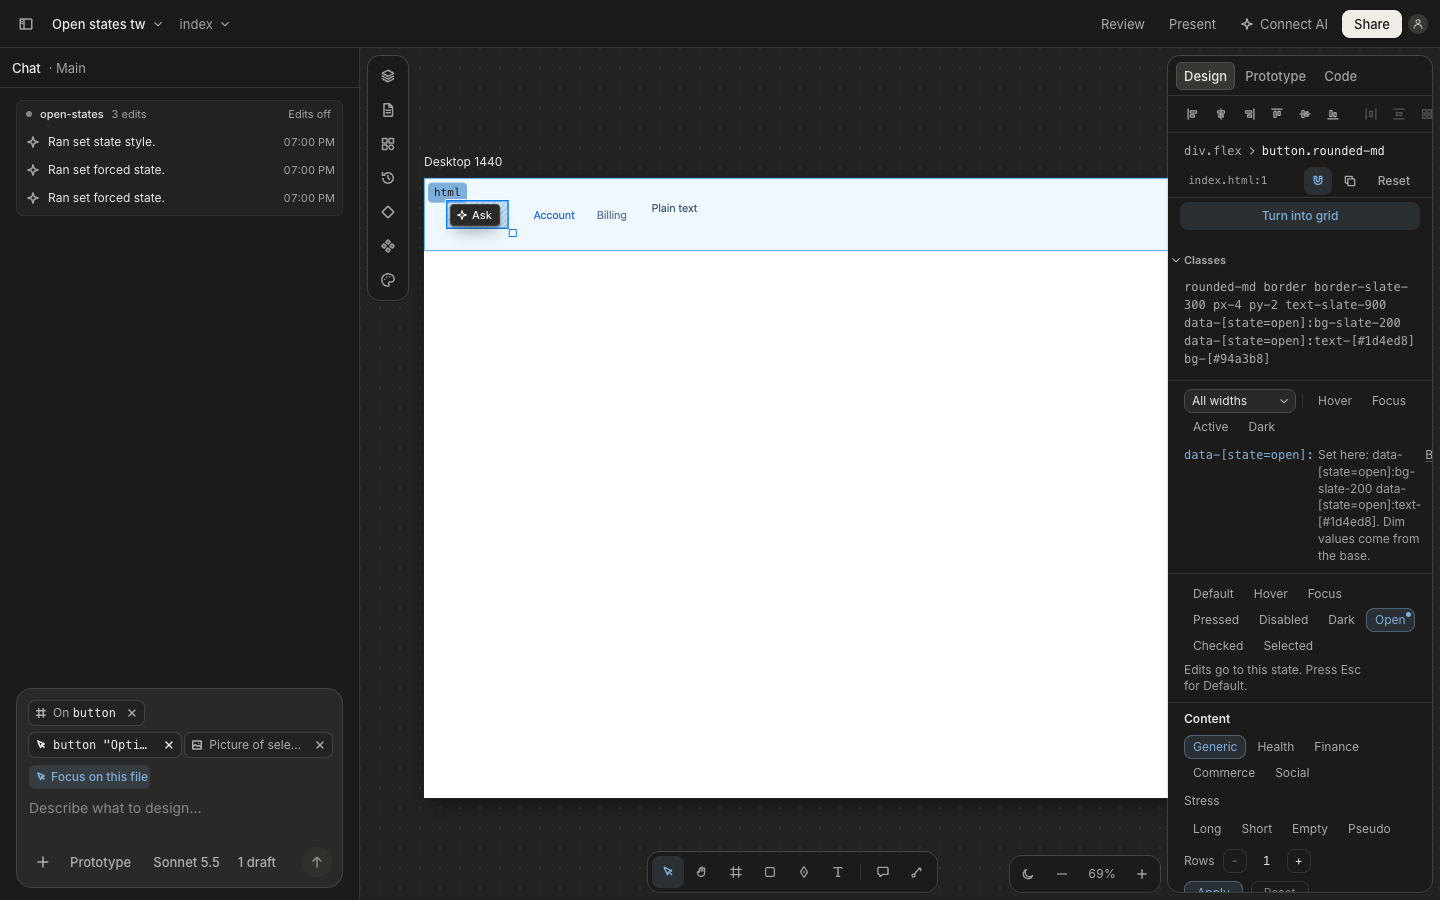 Open states tw
index
Review
Present
Connect AI
Share
Chat · Main
open-states 3 edits Edits off
Ran set state style. 07:00 PM
Ran set forced state. 07:00 PM
Ran set forced state. 07:00 PM
On button
button "Opti…
Picture of sele…
Focus on this file
Describe what to design…
Prototype Sonnet 5.5 1 draft
Desktop 1440
html
Ask
Account Billing Plain text
69%
Design Prototype Code
div.flex > button.rounded-md
index.html:1 Reset
Turn into grid
Classes
rounded-md border border-slate-
300 px-4 py-2 text-slate-900
data-[state=open]:bg-slate-200
data-[state=open]:text-[#1d4ed8]
bg-[#94a3b8]
All widths Hover Focus
Active Dark
data-[state=open]: Set here: data-
[state=open]:bg-
slate-200 data-
[state=open]:text-
[#1d4ed8]. Dim
values come from
the base.
Default Hover Focus
Pressed Disabled Dark Open
Checked Selected
Edits go to this state. Press Esc
for Default.
Content
Generic Health Finance
Commerce Social
Stress
Long Short Empty Pseudo
Rows - 1 +
Apply Reset